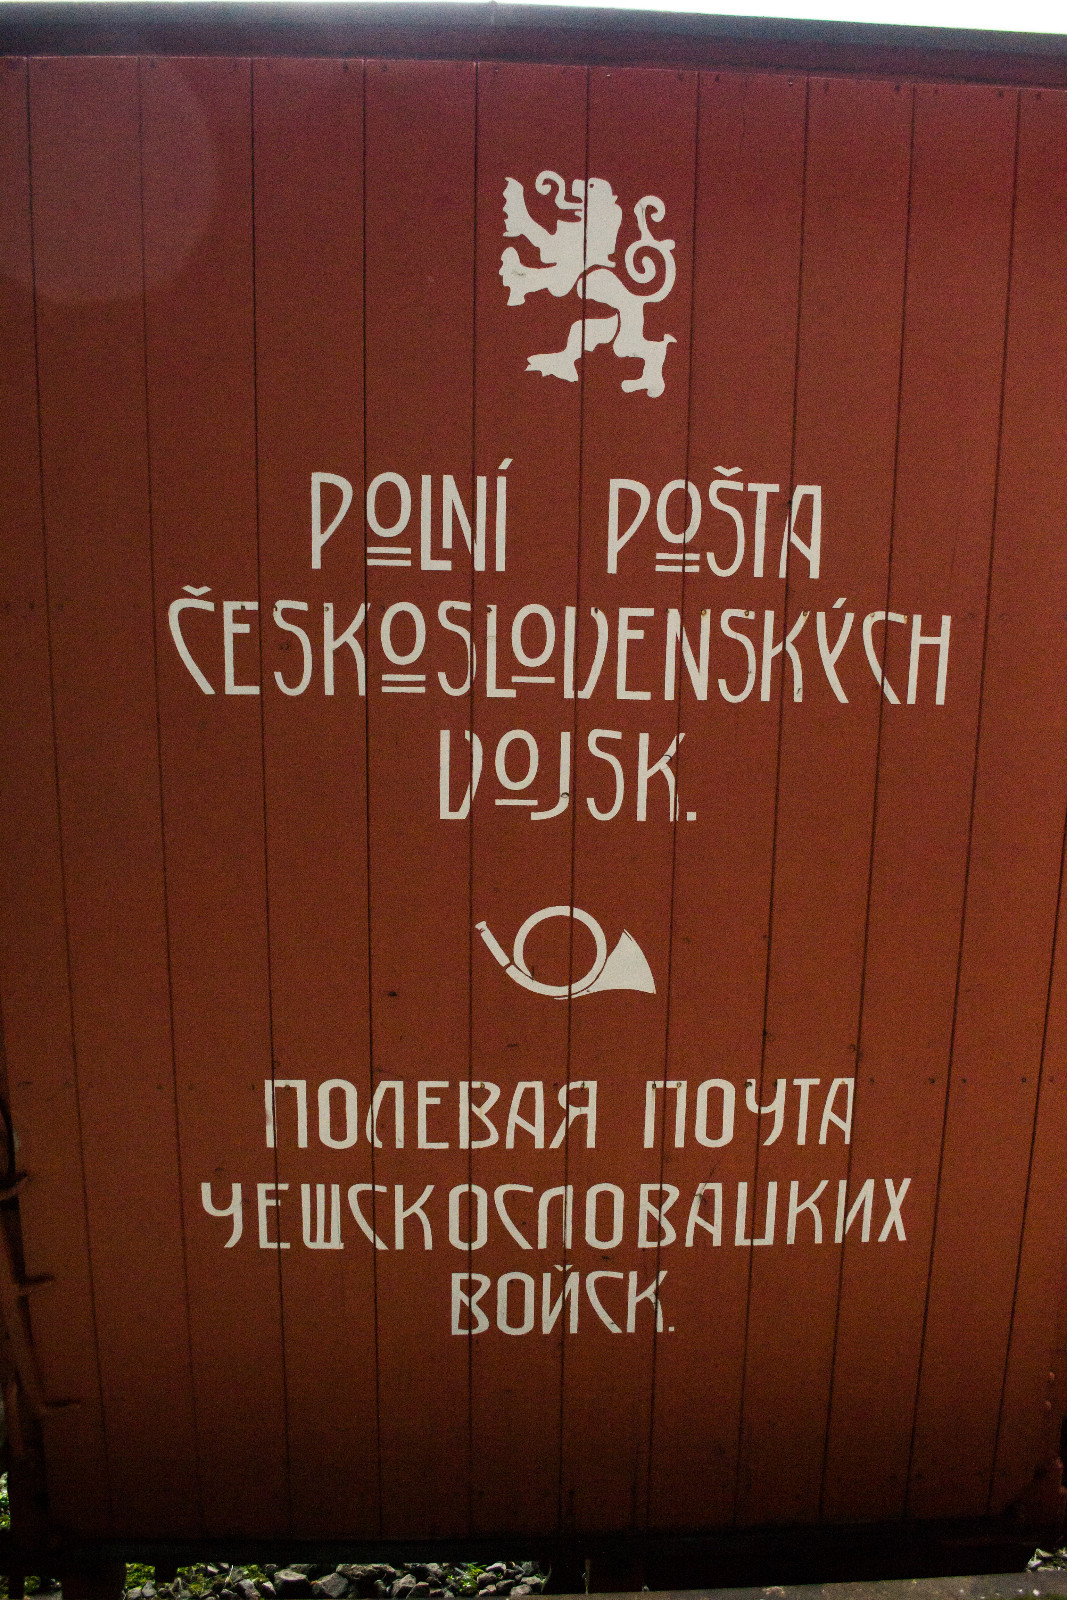 POLNÍ POŠTA
ČESKOSLOVENSKÝCH
VOJSK.
ПОЛЕВАЯ ПОЧТА
ЧЕШСКОСЛОВАЦКИХ
ВОЙСК.